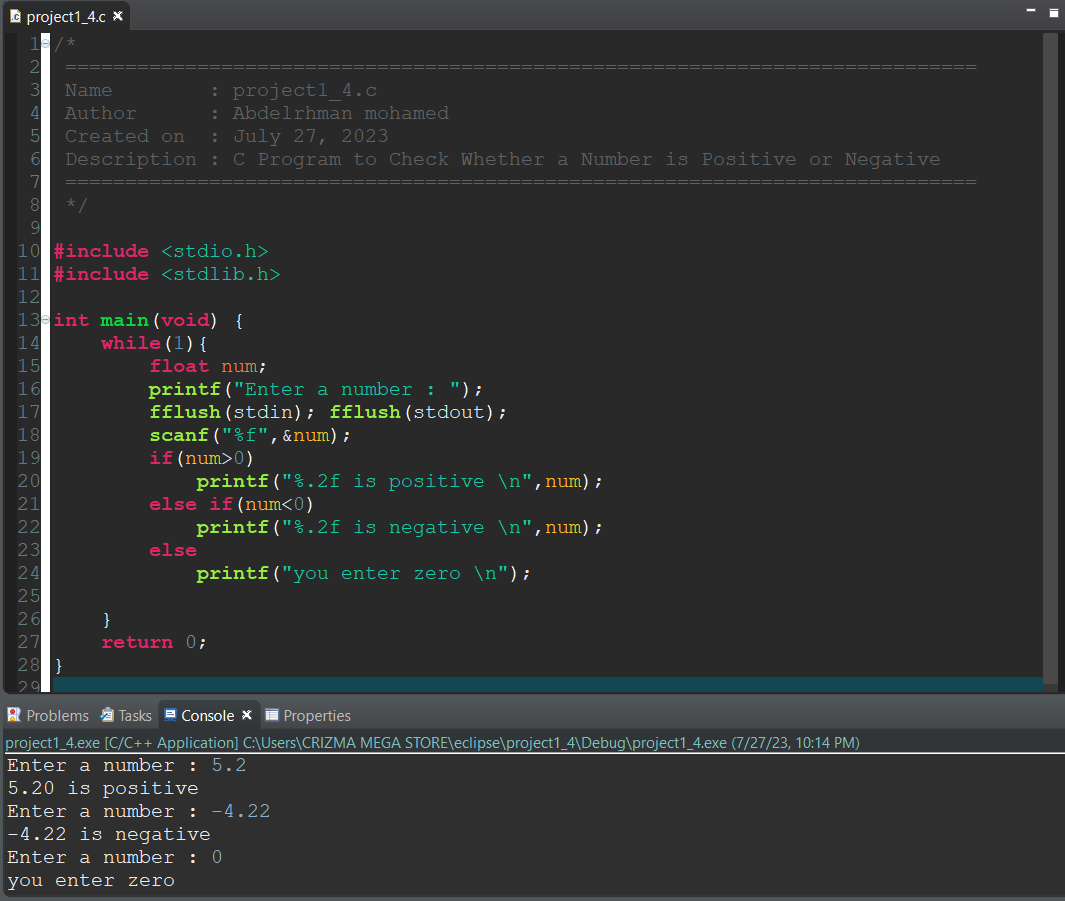 project1_4.c
1 /*
2 ============================================================================
3 Name        : project1_4.c
4 Author      : Abdelrhman mohamed
5 Created on  : July 27, 2023
6 Description : C Program to Check Whether a Number is Positive or Negative
7 ============================================================================
8 */
9
10 #include <stdio.h>
11 #include <stdlib.h>
12
13 int main(void) {
14     while(1){
15         float num;
16         printf("Enter a number : ");
17         fflush(stdin); fflush(stdout);
18         scanf("%f",&num);
19         if(num>0)
20             printf("%.2f is positive \n",num);
21         else if(num<0)
22             printf("%.2f is negative \n",num);
23         else
24             printf("you enter zero \n");
25
26     }
27     return 0;
28 }
29
Problems Tasks Console Properties
project1_4.exe [C/C++ Application] C:\Users\CRIZMA MEGA STORE\eclipse\project1_4\Debug\project1_4.exe (7/27/23, 10:14 PM)
Enter a number : 5.2
5.20 is positive
Enter a number : -4.22
-4.22 is negative
Enter a number : 0
you enter zero